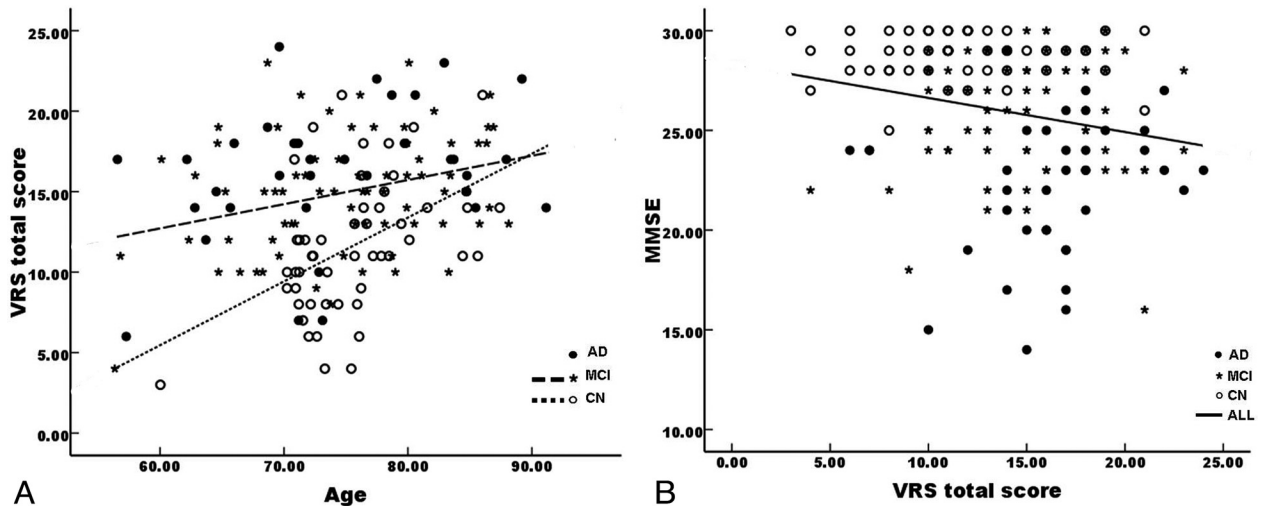 25.00
20.00
15.00
10.00
5.00
0.00
VRS total score
60.00 70.00 80.00 90.00
Age
AD
MCI
CN
A
30.00
25.00
20.00
15.00
10.00
MMSE
0.00 5.00 10.00 15.00 20.00 25.00
VRS total score
AD
MCI
CN
ALL
B